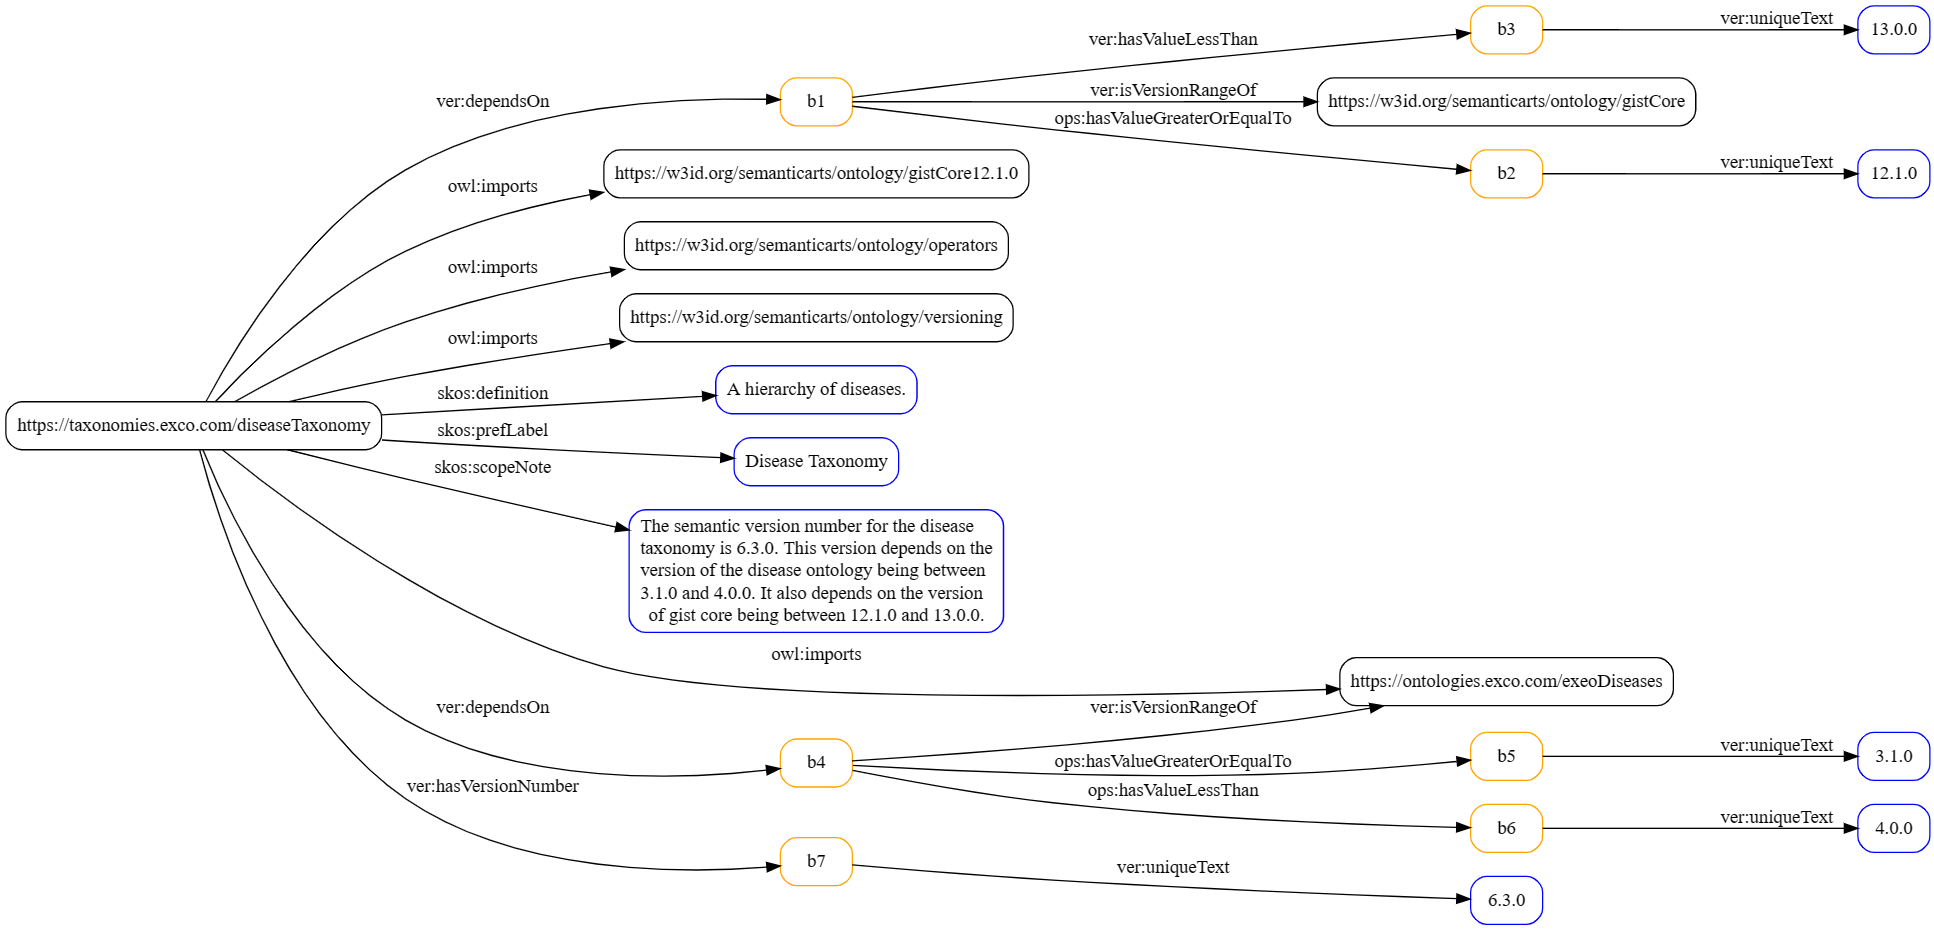 b3
ver:uniqueText
13.0.0
ver:hasValueLessThan
ver:dependsOn
b1
ver:isVersionRangeOf
https://w3id.org/semanticarts/ontology/gistCore
ops:hasValueGreaterOrEqualTo
b2
ver:uniqueText
12.1.0
owl:imports
https://w3id.org/semanticarts/ontology/gistCore12.1.0
owl:imports
https://w3id.org/semanticarts/ontology/operators
owl:imports
https://w3id.org/semanticarts/ontology/versioning
https://taxonomies.exco.com/diseaseTaxonomy
skos:definition
A hierarchy of diseases.
skos:prefLabel
Disease Taxonomy
skos:scopeNote
The semantic version number for the disease
taxonomy is 6.3.0. This version depends on the
version of the disease ontology being between
3.1.0 and 4.0.0. It also depends on the version
of gist core being between 12.1.0 and 13.0.0.
owl:imports
https://ontologies.exco.com/exeoDiseases
ver:dependsOn
b4
ver:isVersionRangeOf
ops:hasValueGreaterOrEqualTo
b5
ver:uniqueText
3.1.0
ops:hasValueLessThan
b6
ver:uniqueText
4.0.0
ver:hasVersionNumber
b7
ver:uniqueText
6.3.0